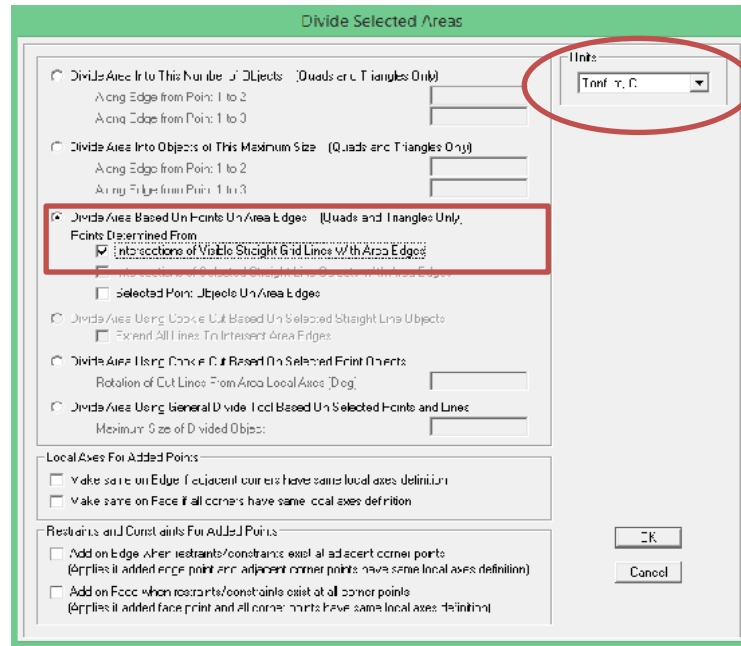 Divide Selected Areas
Units
Tonf, m, C
Divide Area Into This Number of Objects (Quads and Triangles Only)
Along Edge from Point 1 to 2
Along Edge from Point 1 to 3
Divide Area Into Objects of This Maximum Size (Quads and Triangles Only)
Along Edge from Point 1 to 2
Along Edge from Point 1 to 3
Divide Area Based On Points On Area Edges (Quads and Triangles Only)
Points Determined From
Intersections of Visible Straight Grid Lines With Area Edges
Intersections of Selected Straight Line Objects With Area Edges
Selected Point Objects On Area Edges
Divide Area Using Cookie Cut Based On Selected Straight Line Objects
Extend All Lines To Intersect Area Edges
Divide Area Using Cookie Cut Based On Selected Point Objects
Rotation of Cut Lines From Area Local Axes (Deg)
Divide Area Using General Divide Tool Based On Selected Points and Lines
Maximum Size of Divided Object
Local Axes For Added Points
Make same on Edge if adjacent corners have same local axes definition
Make same on Face if all corners have same local axes definition
Restraints and Constraints For Added Points
Add on Edge when restraints/constraints exist at adjacent corner points
(Applies if added edge point and adjacent corner points have same local axes definition)
Add on Face when restraints/constraints exist at all corner points
(Applies if added face point and all corner points have same local axes definition)
OK
Cancel